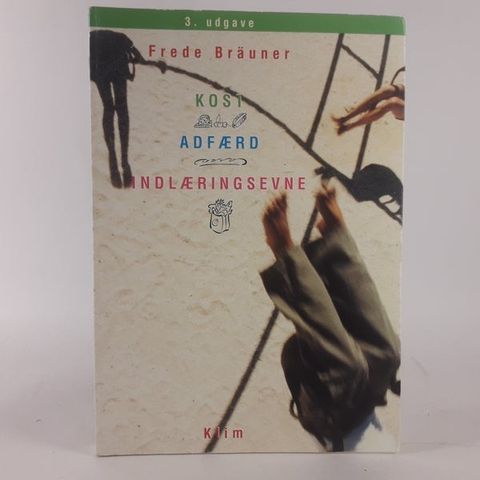 3. udgave
Frede Bräuner
KOST
ADFÆRD
INDLÆRINGSEVNE
Klim